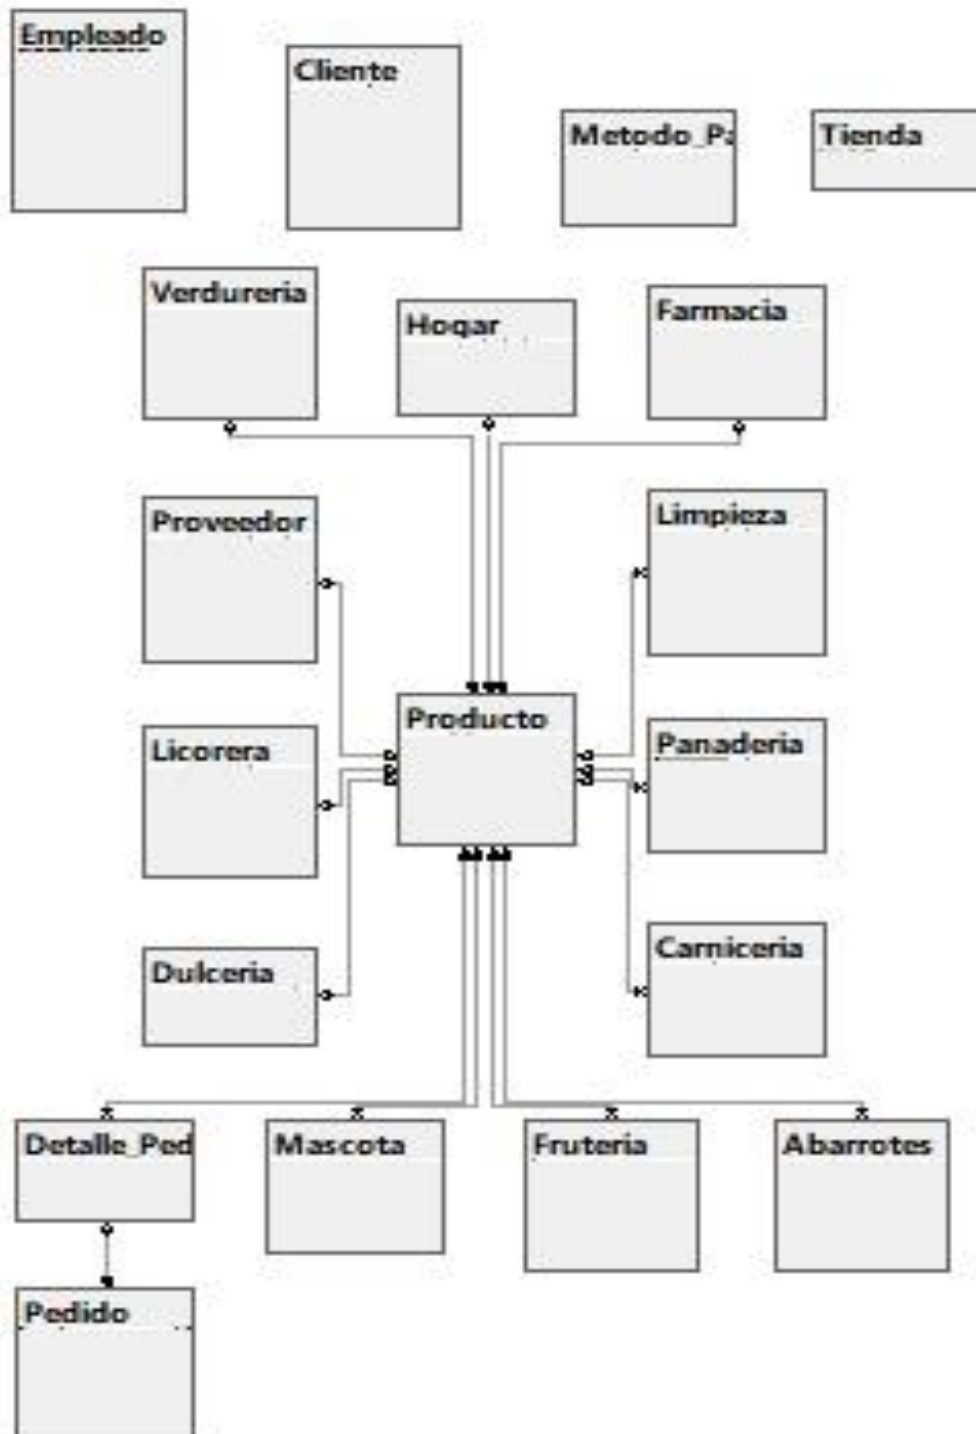 Empleado
Cliente
Metodo_Pa
Tienda
Verdureria
Hogar
Farmacia
Proveedor
Limpieza
Producto
Licorera
Panaderia
Dulceria
Carniceria
Detalle_Ped
Mascota
Fruteria
Abarrotes
Pedido